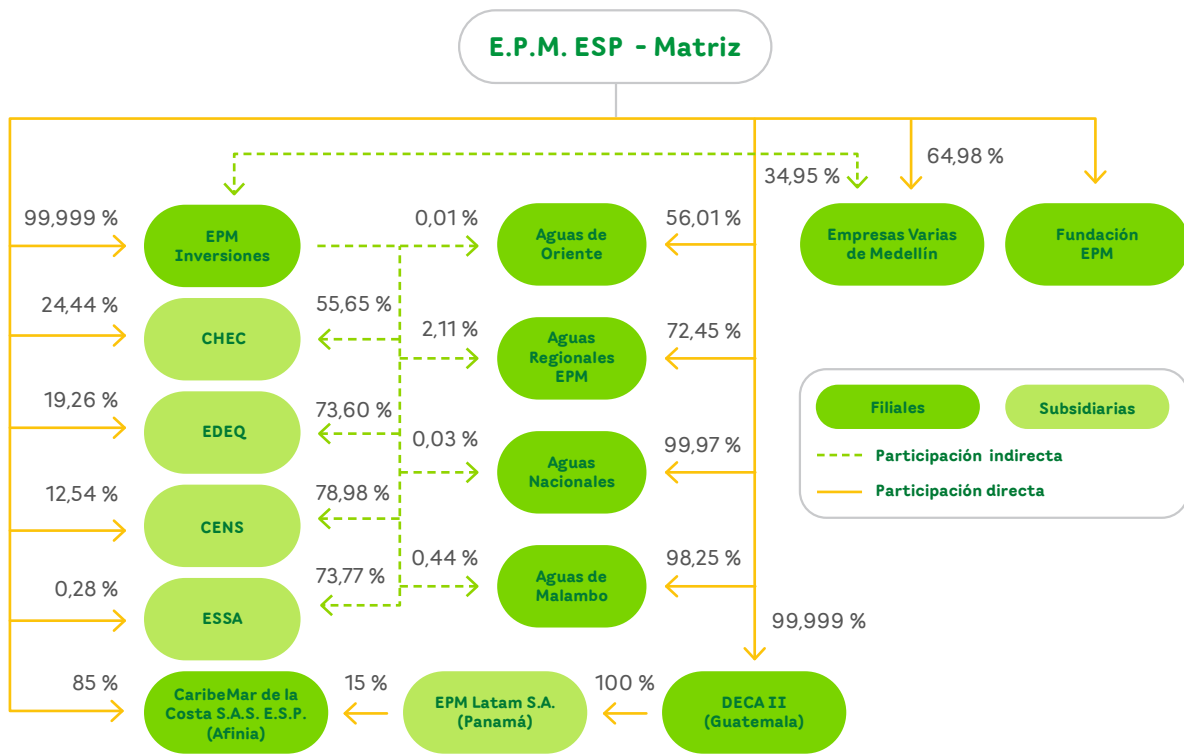 E.P.M. ESP - Matriz
64,98 %
34,95 %
99,999 %
EPM
Inversiones
0,01 %
Aguas de
Oriente
56,01 %
Empresas Varias
de Medellín
Fundación
EPM
24,44 %
CHEC
55,65 %
2,11 %
Aguas
Regionales
EPM
72,45 %
19,26 %
EDEQ
73,60 %
0,03 %
Aguas
Nacionales
99,97 %
Filiales
Subsidiarias
Participación indirecta
Participación directa
12,54 %
CENS
78,98 %
0,44 %
Aguas de
Malambo
98,25 %
0,28 %
ESSA
73,77 %
99,999 %
85 %
CaribeMar de la
Costa S.A.S. E.S.P.
(Afinia)
15 %
EPM Latam S.A.
(Panamá)
100 %
DECA II
(Guatemala)